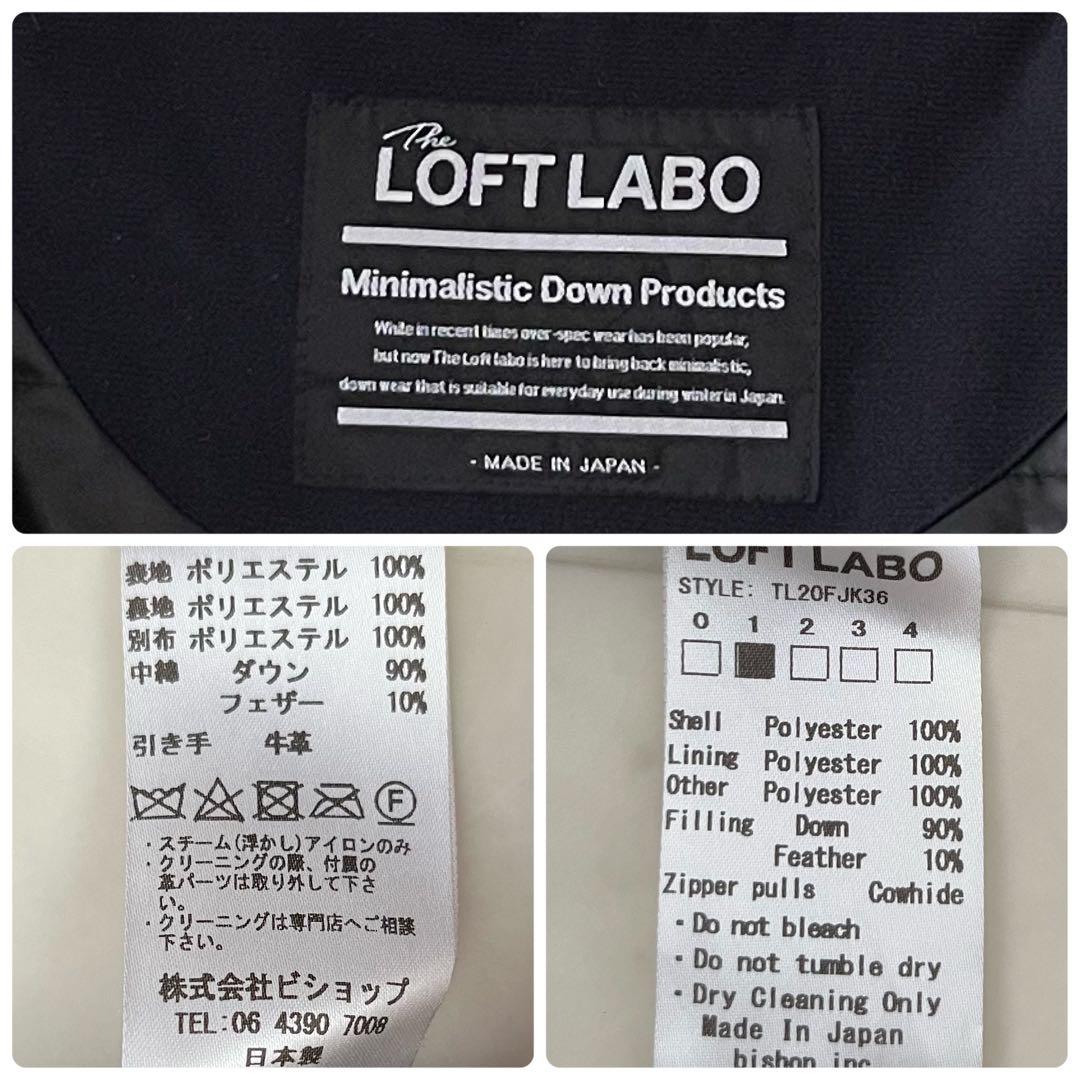 The
LOFT LABO
Minimalistic Down Products
While in recent times over-spec wear has been popular,
but now The Loft labo is here to bring back minimalistic,
down wear that is suitable for everyday use during winter in Japan.
- MADE IN JAPAN -
表地 ポリエステル 100%
裏地 ポリエステル 100%
別布 ポリエステル 100%
中綿 ダウン 90%
フェザー 10%
引き手 牛革
F
・スチーム(浮かし)アイロンのみ
・クリーニングの際、付属の
革パーツは取り外して下さ
い。
・クリーニングは専門店へご相談
下さい。
株式会社ビショップ
TEL:06 4390 7008
日本製
LOFT LABO
STYLE: TL20FJK36
0 1 2 3 4
Shell Polyester 100%
Lining Polyester 100%
Other Polyester 100%
Filling Down 90%
Feather 10%
Zipper pulls Cowhide
・Do not bleach
・Do not tumble dry
・Dry Cleaning Only
Made In Japan
bishop inc